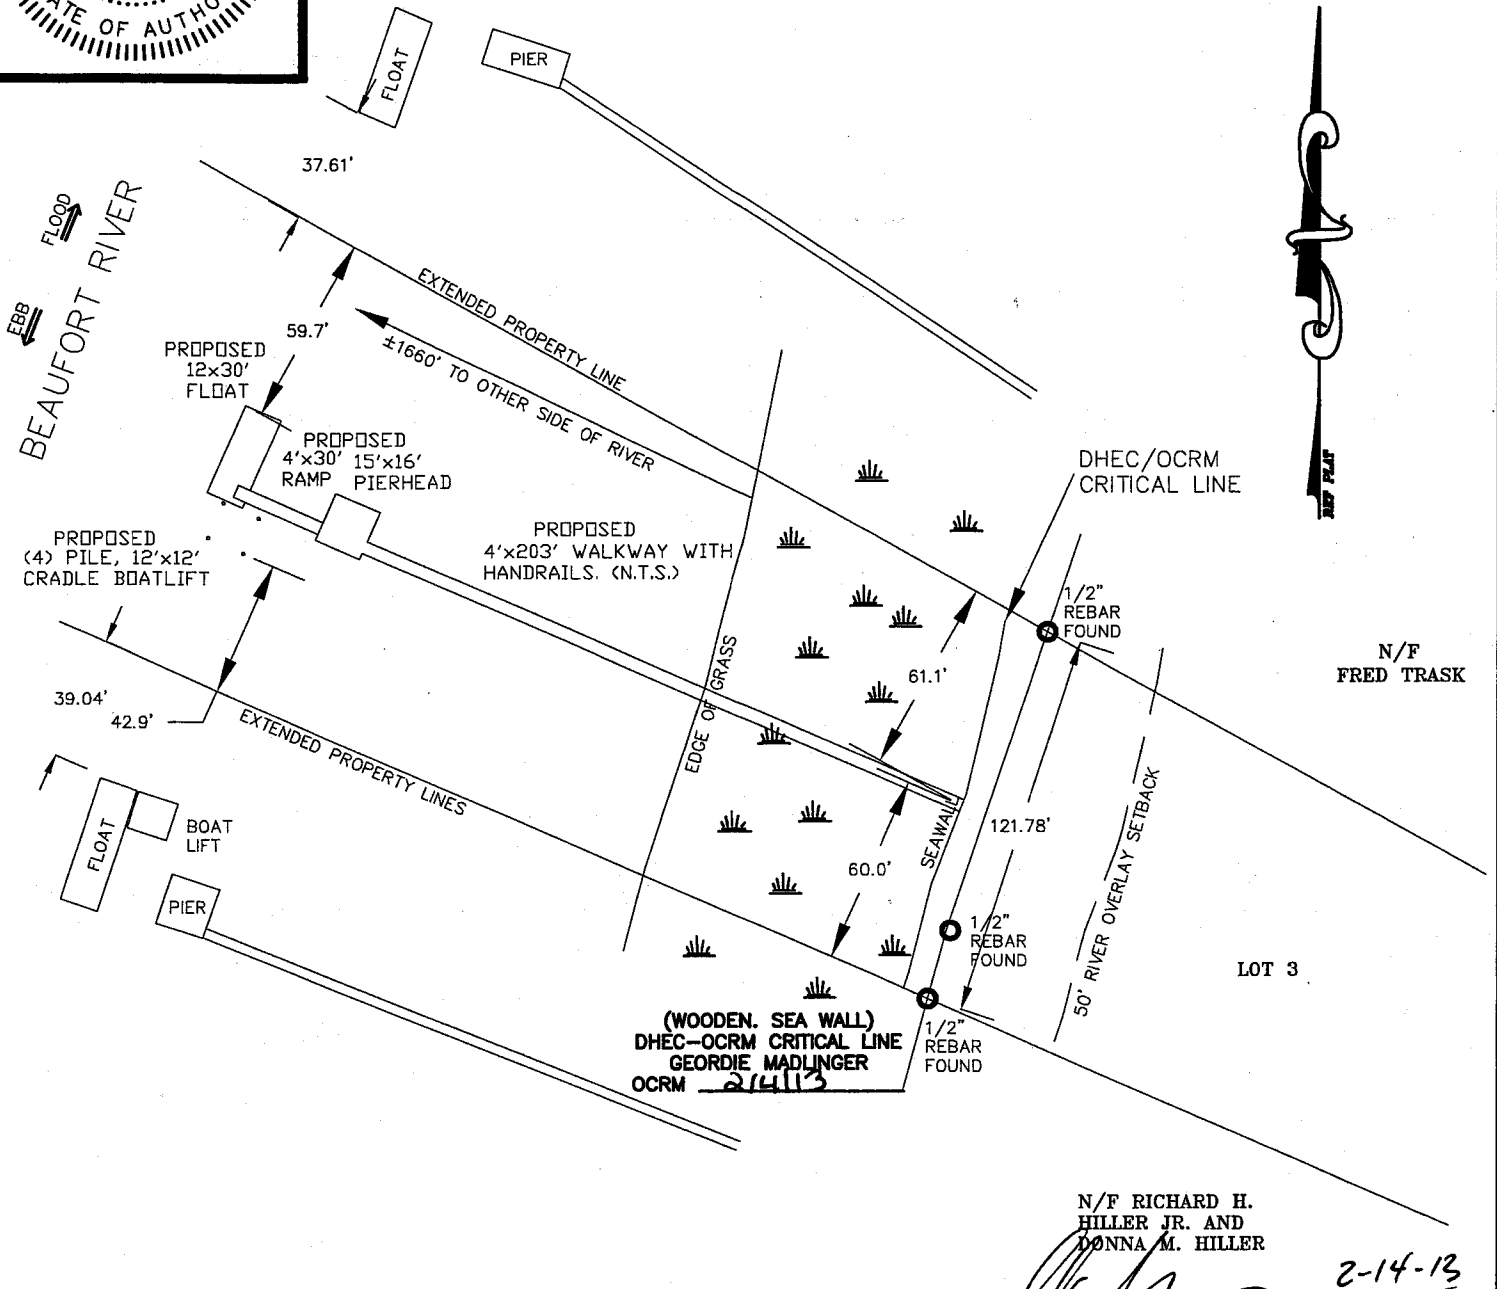 ATE OF AUTHO
FLOAT
PIER
37.61'
FLOOD
EBB
BEAUFORT RIVER
59.7'
EXTENDED PROPERTY LINE
±1660' TO OTHER SIDE OF RIVER
PROPOSED
12x30'
FLOAT
PROPOSED
4'x30' 15'x16'
RAMP PIERHEAD
PROPOSED
4'x203' WALKWAY WITH
HANDRAILS. (N.T.S.)
PROPOSED
(4) PILE, 12'x12'
CRADLE BOATLIFT
DHEC/OCRM
CRITICAL LINE
REF PLAT
1/2"
REBAR
FOUND
N/F
FRED TRASK
61.1'
EDGE OF GRASS
39.04'
42.9'
EXTENDED PROPERTY LINES
FLOAT
BOAT
LIFT
PIER
SEAWALL
121.78'
60.0'
50' RIVER OVERLAY SETBACK
1/2"
REBAR
FOUND
LOT 3
(WOODEN. SEA WALL)
DHEC-OCRM CRITICAL LINE
GEORDIE MADLINGER
OCRM 2/4/13
1/2"
REBAR
FOUND
N/F RICHARD H.
HILLER JR. AND
DONNA M. HILLER
2-14-13